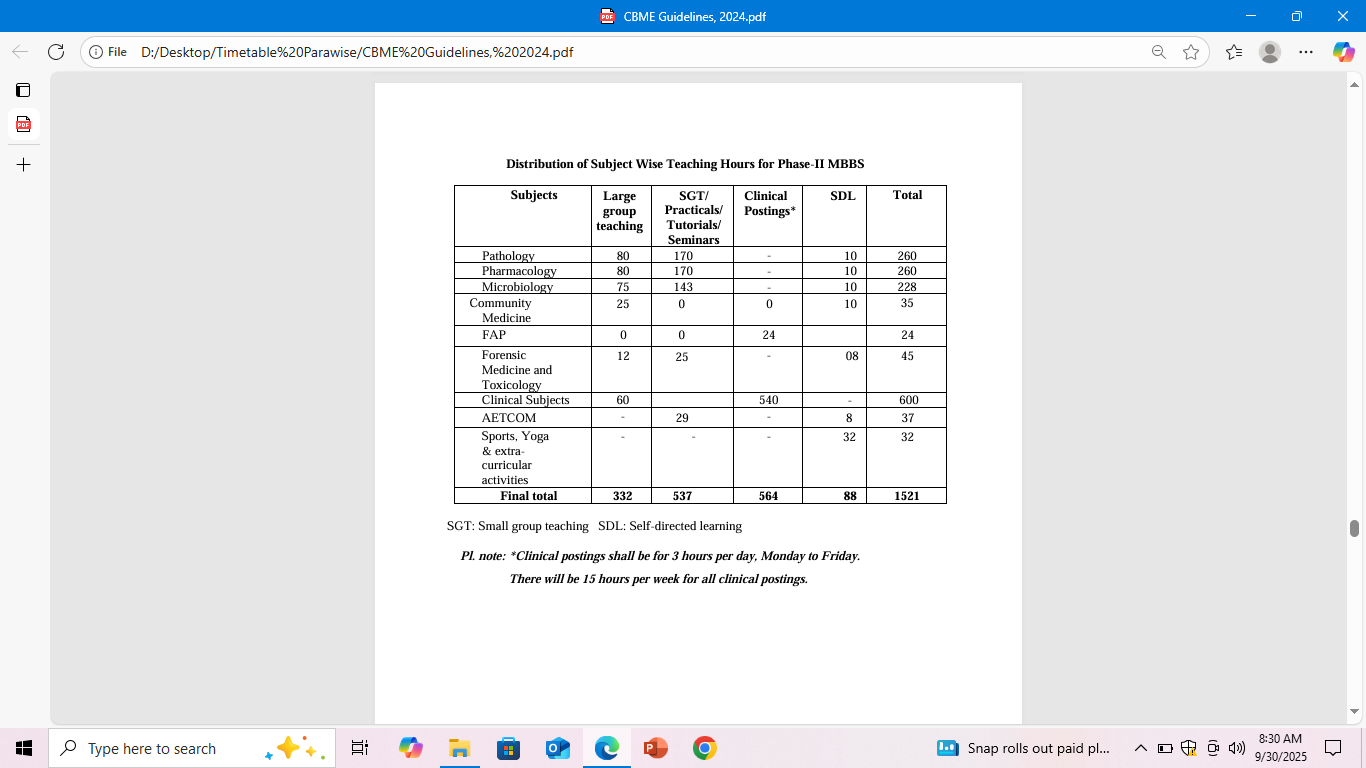 CBME Guidelines, 2024.pdf
File D:/Desktop/Timetable%20Parawise/CBME%20Guidelines,%202024.pdf
Distribution of Subject Wise Teaching Hours for Phase-II MBBS
Subjects Large group teaching SGT/ Practicals/ Tutorials/ Seminars Clinical Postings* SDL Total
Pathology 80 170 - 10 260
Pharmacology 80 170 - 10 260
Microbiology 75 143 - 10 228
Community Medicine 25 0 0 10 35
FAP 0 0 24 24
Forensic Medicine and Toxicology 12 25 - 08 45
Clinical Subjects 60 540 - 600
AETCOM - 29 - 8 37
Sports, Yoga & extra-curricular activities - - - 32 32
Final total 332 537 564 88 1521
SGT: Small group teaching SDL: Self-directed learning
Pl. note: *Clinical postings shall be for 3 hours per day, Monday to Friday.
There will be 15 hours per week for all clinical postings.
Type here to search
Snap rolls out paid pl...
8:30 AM
9/30/2025